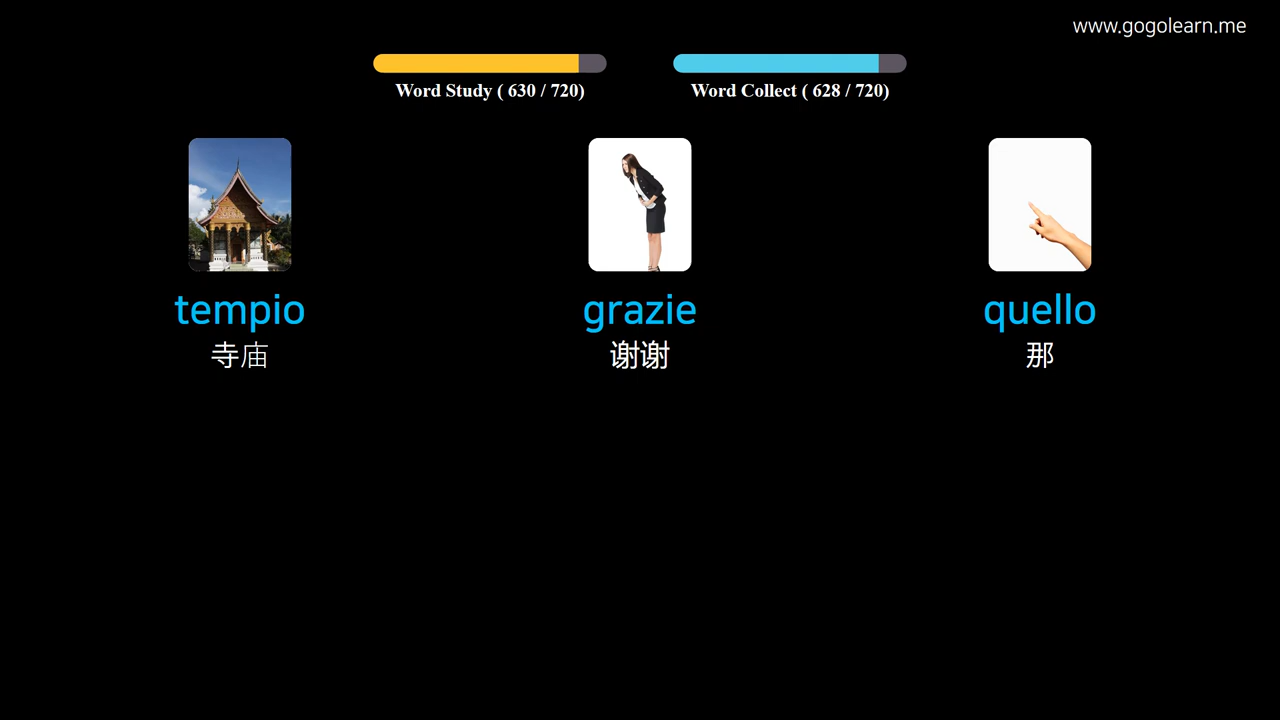 www.gogolearn.me
Word Study ( 630 / 720)
Word Collect ( 628 / 720)
tempio
grazie
quello
寺庙
谢谢
那